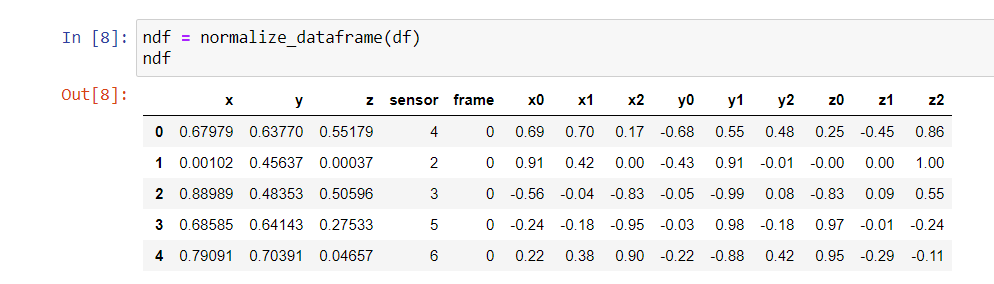 In [8]: ndf = normalize_dataframe(df)
ndf
Out[8]:
x y z sensor frame x0 x1 x2 y0 y1 y2 z0 z1 z2
0 0.67979 0.63770 0.55179 4 0 0.69 0.70 0.17 -0.68 0.55 0.48 0.25 -0.45 0.86
1 0.00102 0.45637 0.00037 2 0 0.91 0.42 0.00 -0.43 0.91 -0.01 -0.00 0.00 1.00
2 0.88989 0.48353 0.50596 3 0 -0.56 -0.04 -0.83 -0.05 -0.99 0.08 -0.83 0.09 0.55
3 0.68585 0.64143 0.27533 5 0 -0.24 -0.18 -0.95 -0.03 0.98 -0.18 0.97 -0.01 -0.24
4 0.79091 0.70391 0.04657 6 0 0.22 0.38 0.90 -0.22 -0.88 0.42 0.95 -0.29 -0.11